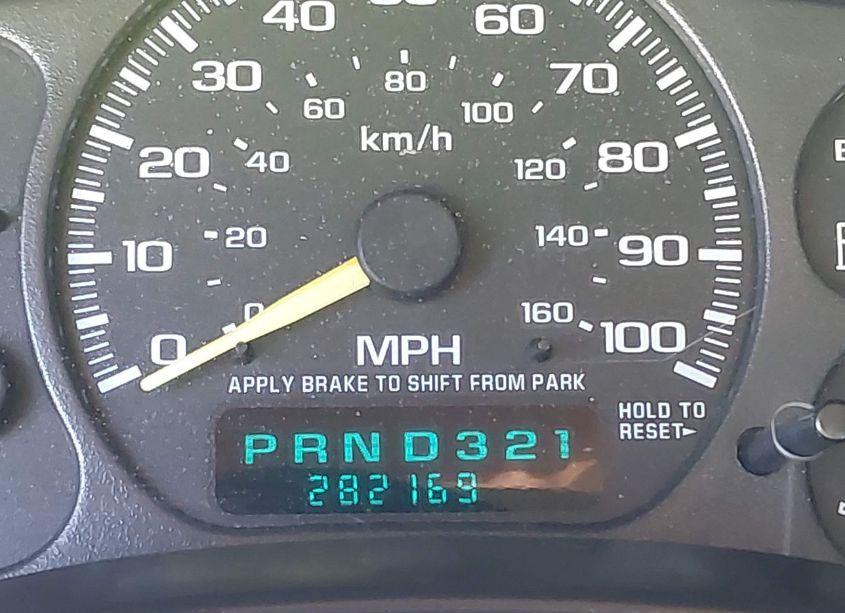 40 60
30 80 70
60 100
km/h
20 40 120 80
20 140
10 90
0 160
0 100
MPH
APPLY BRAKE TO SHIFT FROM PARK
HOLD TO
RESET
PRND321
282169